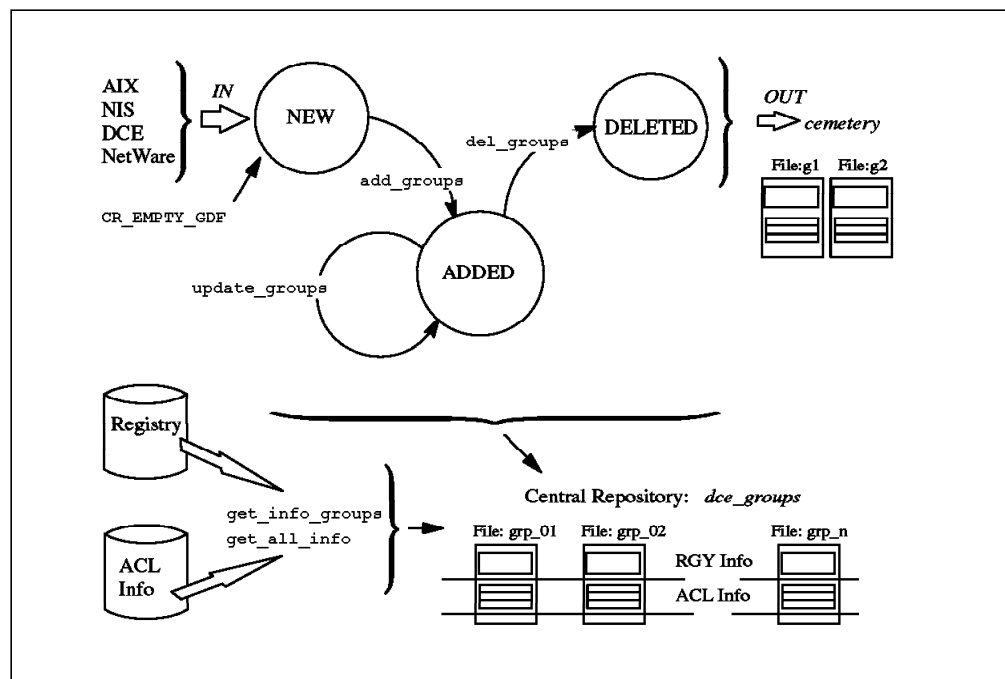 AIX
NIS
DCE
NetWare
IN
NEW
CR_EMPTY_GDF
add_groups
del_groups
DELETED
OUT
cemetery
File:g1
File:g2
ADDED
update_groups
Registry
ACL
Info
get_info_groups
get_all_info
Central Repository: dce_groups
File: grp_01
File: grp_02
File: grp_n
RGY Info
ACL Info